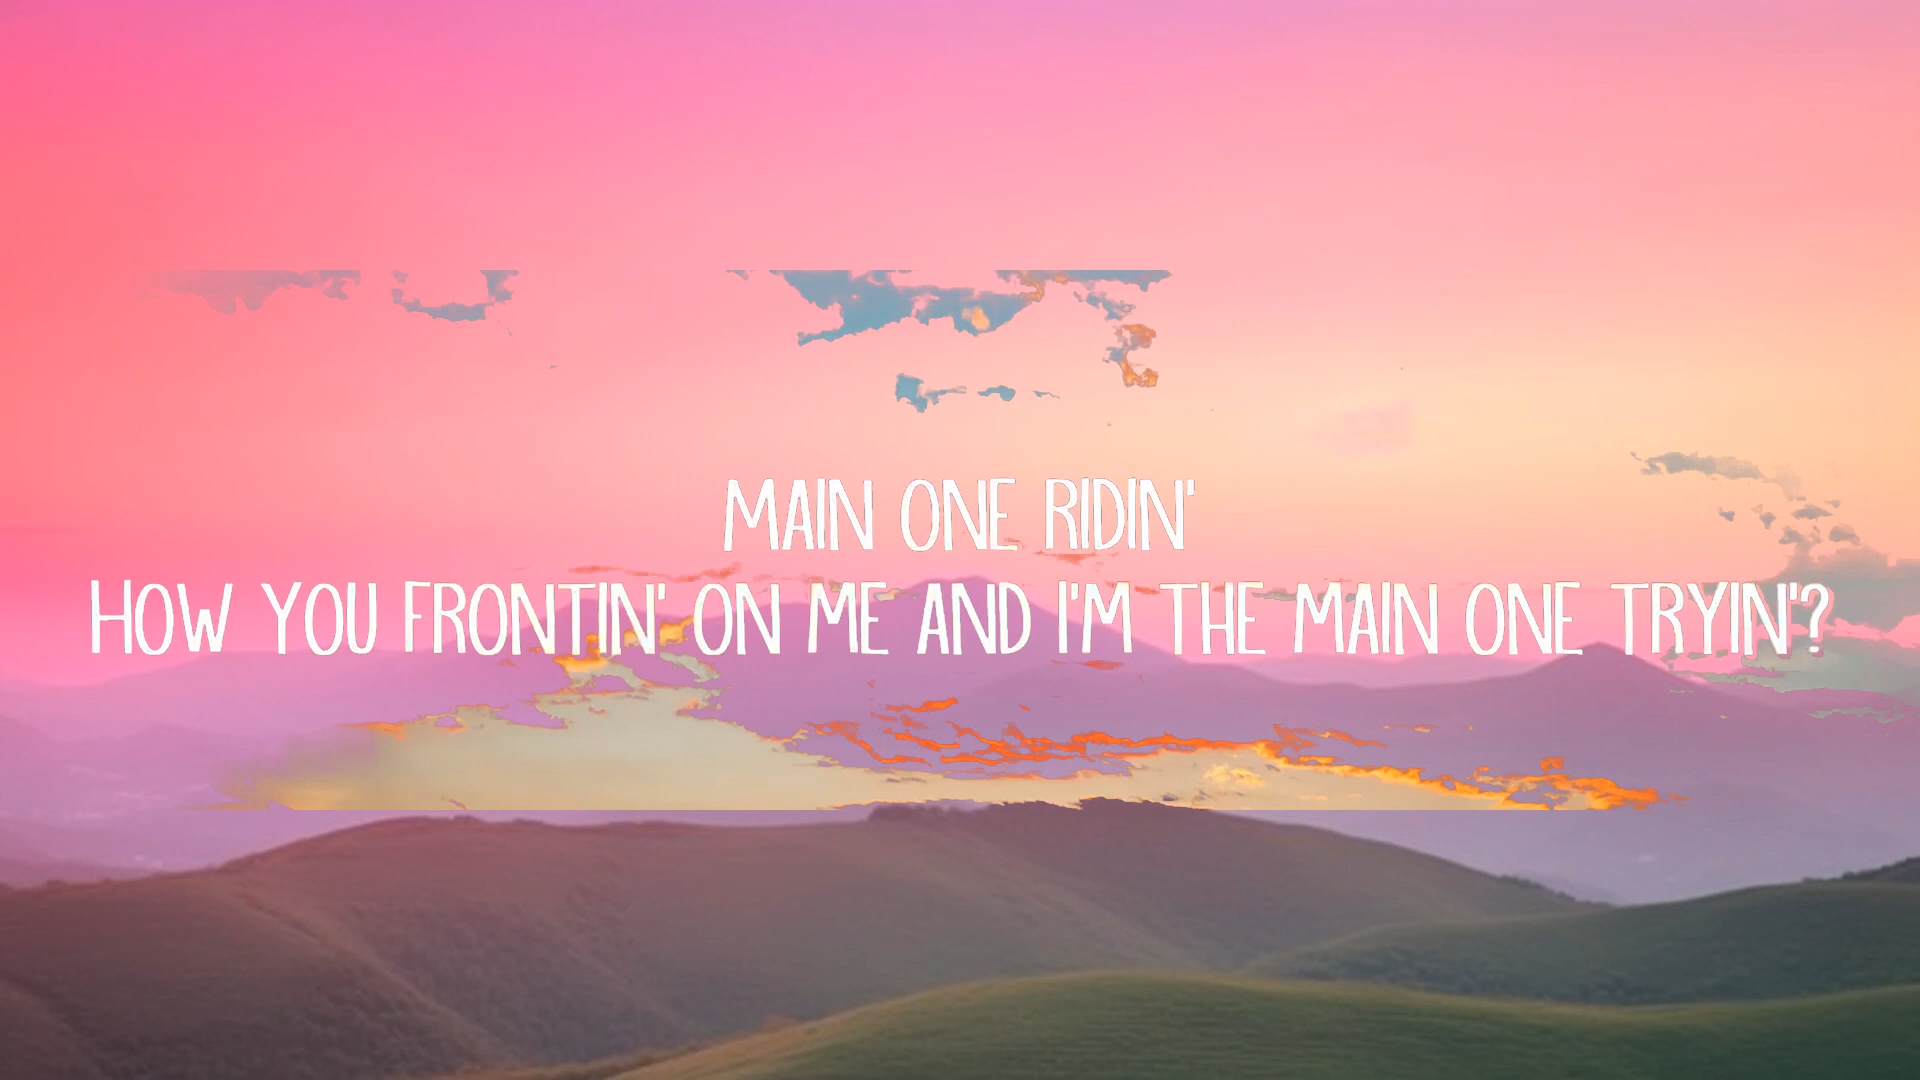 MAIN ONE RIDIN'
HOW YOU FRONTIN' ON ME AND I'M THE MAIN ONE TRYIN'?